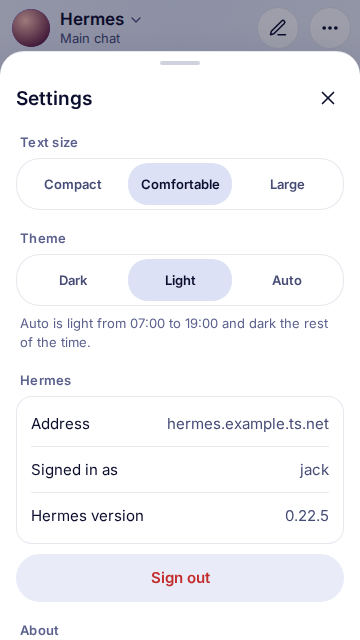 Hermes
Main chat
Settings
Text size
Compact Comfortable Large
Theme
Dark Light Auto
Auto is light from 07:00 to 19:00 and dark the rest
of the time.
Hermes
Address hermes.example.ts.net
Signed in as jack
Hermes version 0.22.5
Sign out
About